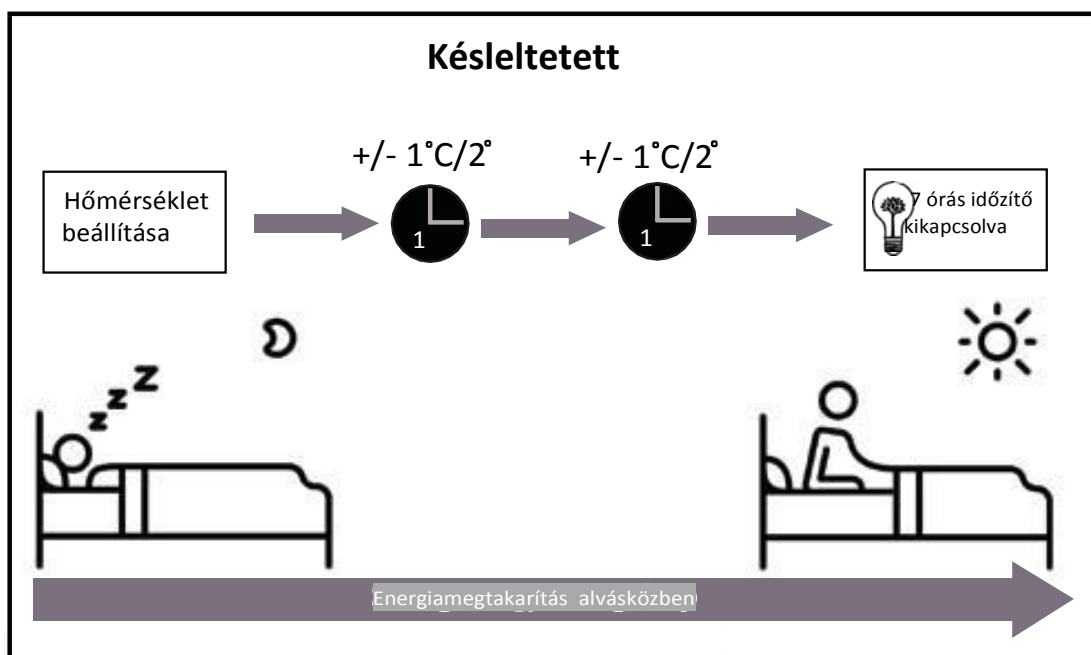 Késleltetett
+/- 1°C/2° +/- 1°C/2°
Hőmérséklet
beállítása
1
1
7 órás időzítő
kikapcsolva
z z z
Energiamegtakarítás alvásközben